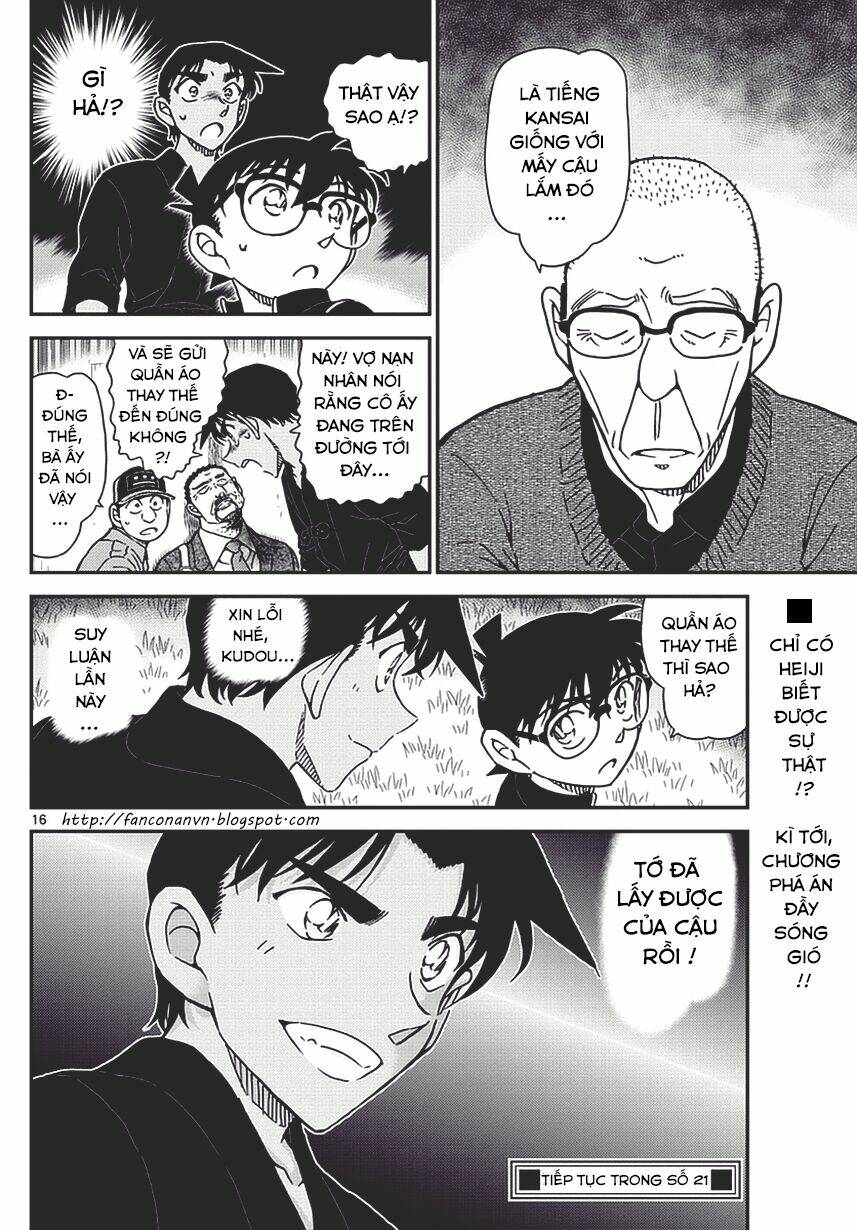 LÀ TIẾNG
KANSAI
GIỐNG VỚI
MẤY CẬU
LẮM ĐÓ
...
THẬT VẬY
SAO Ạ!?
GÌ
HẢ!?
NÀY! VỢ NẠN
NHÂN NÓI
RẰNG CÔ ẤY
ĐANG TRÊN
ĐƯỜNG TỚI
ĐÂY...
VÀ SẼ GỬI
QUẦN ÁO
THAY THẾ
ĐẾN ĐÚNG
KHÔNG
?!
Đ-
ĐÚNG
THẾ,
BÀ ẤY
ĐÃ NÓI
VẬY
...
QUẦN ÁO
THAY THẾ
THÌ SAO
HẢ?
XIN LỖI
NHÉ,
KUDOU...
SUY
LUẬN
LẦN
NÀY
...
TỚ ĐÃ
LẤY ĐƯỢC
CỦA CẬU
RỒI !
CHỈ CÓ
HEIJI
BIẾT
ĐƯỢC
SỰ
THẬT
!?
KÌ TỚI,
CHƯƠNG
PHÁ ÁN
ĐẦY
SÓNG
GIÓ
!!
16
http://fanconanvn.blogspot.com
TIẾP TỤC TRONG SỐ 21